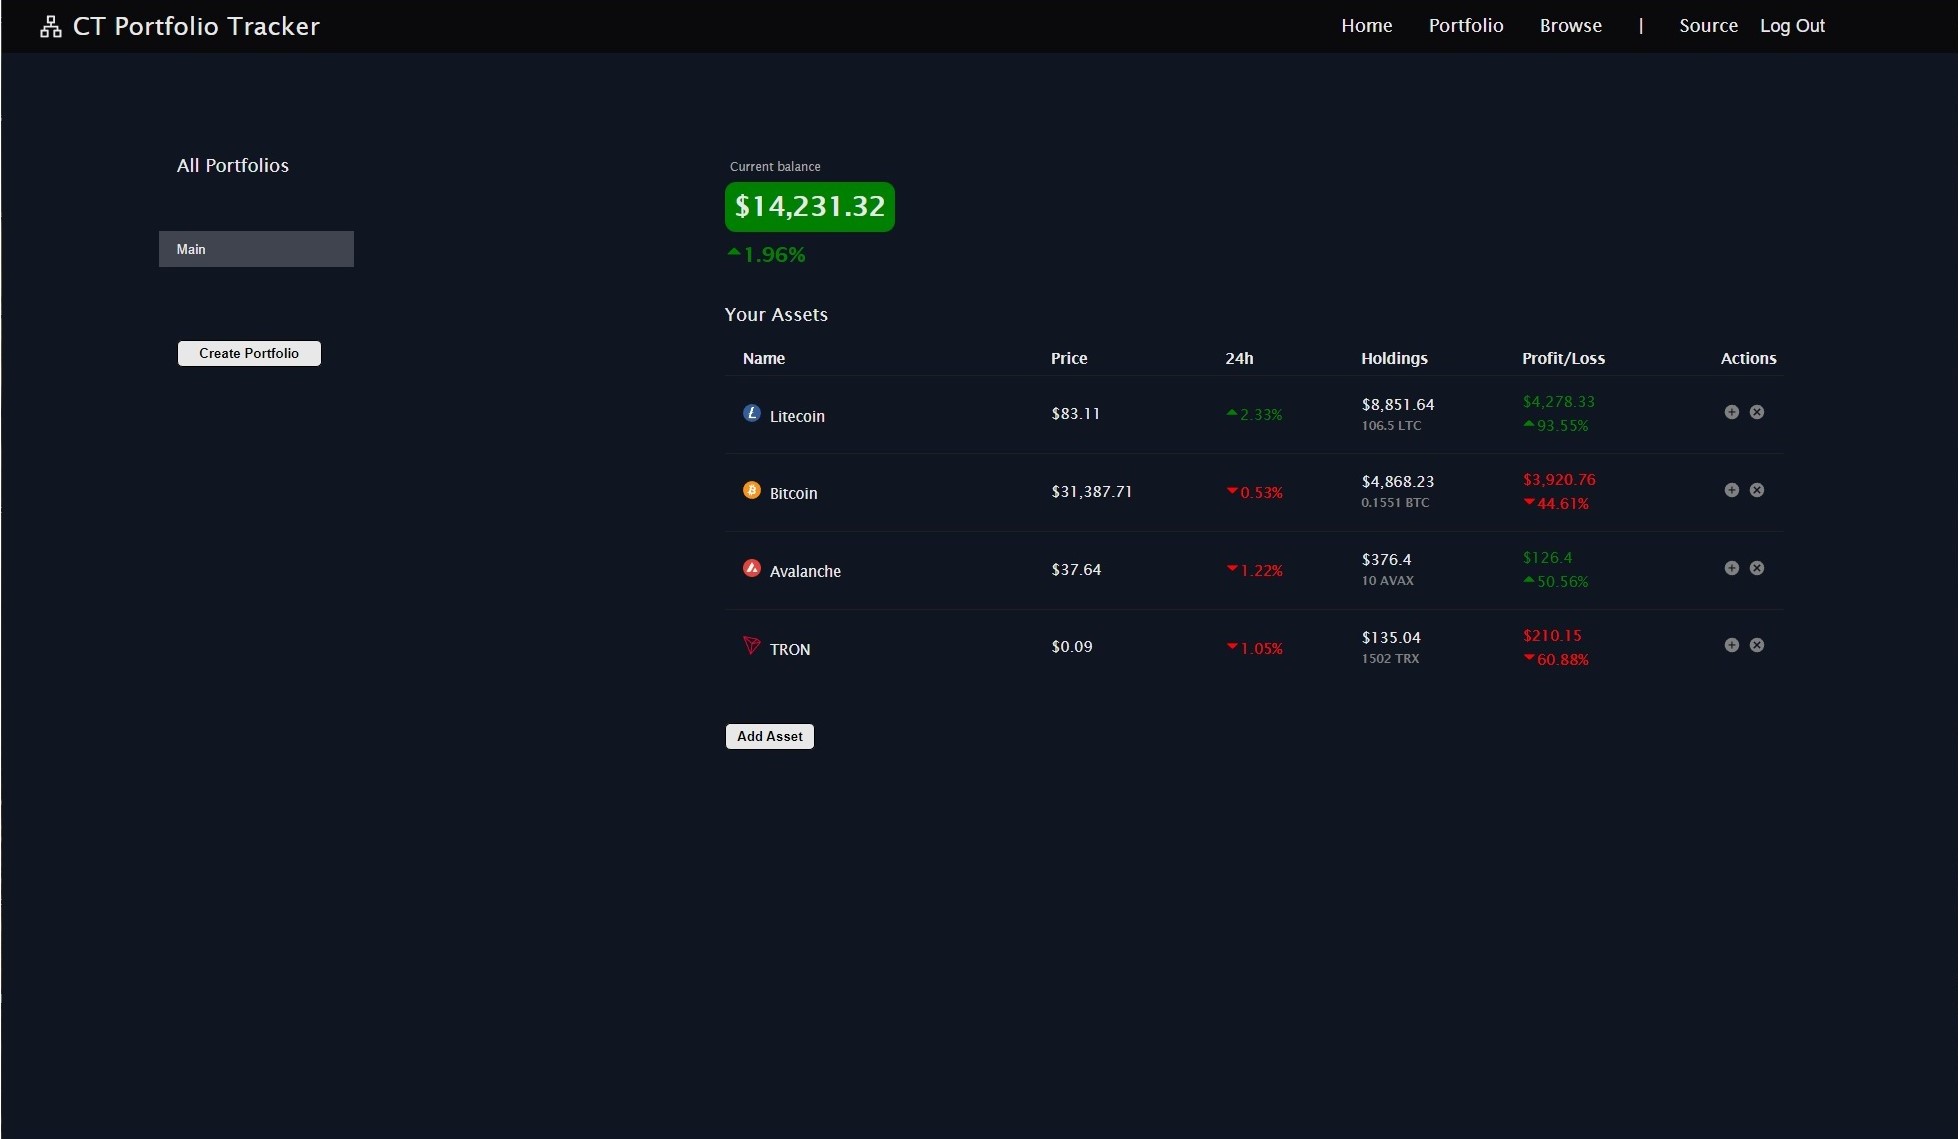 CT Portfolio Tracker Home Portfolio Browse | Source Log Out
All Portfolios
Main
Create Portfolio
Current balance
$14,231.32
1.96%
Your Assets
Name Price 24h Holdings Profit/Loss Actions
Litecoin $83.11 2.33% $8,851.64 $4,278.33
106.5 LTC 93.55%
Bitcoin $31,387.71 0.53% $4,868.23 $3,920.76
0.1551 BTC 44.61%
Avalanche $37.64 1.22% $376.4 $126.4
10 AVAX 50.56%
TRON $0.09 1.05% $135.04 $210.15
1502 TRX 60.88%
Add Asset